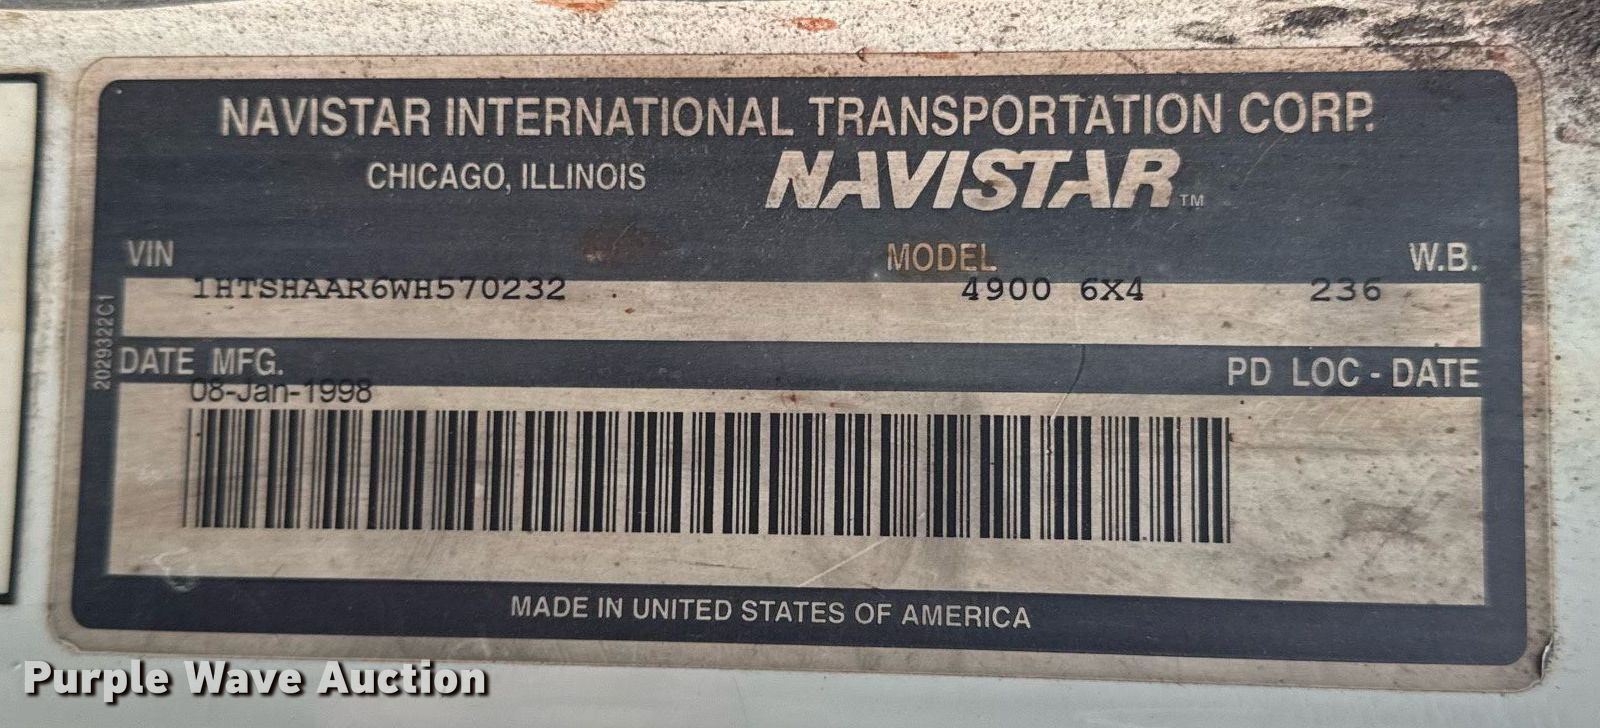 NAVISTAR INTERNATIONAL TRANSPORTATION CORP.
CHICAGO, ILLINOIS NAVISTAR™
VIN MODEL W.B.
1HTSHAAR6WH570232 4900 6X4 236
2029322C1
DATE MFG. PD LOC - DATE
08-Jan-1998
MADE IN UNITED STATES OF AMERICA
Purple Wave Auction